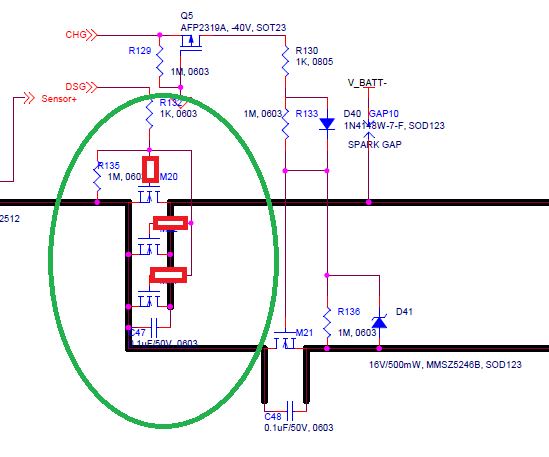 Q5
AFP2319A, -40V, SOT23
CHG
R129
1M, 0603
R130
1K, 0805
DSG
Sensor+
R132
1K, 0603
V_BATT-
1M, 0603
R133
D40
GAP10
1N4148W-7-F, SOD123
SPARK GAP
R135
1M, 0603
M20
2512
R136
1M, 0603
D41
C47
0.1uF/50V, 0603
M21
16V/500mW, MMSZ5246B, SOD123
C48
0.1uF/50V, 0603